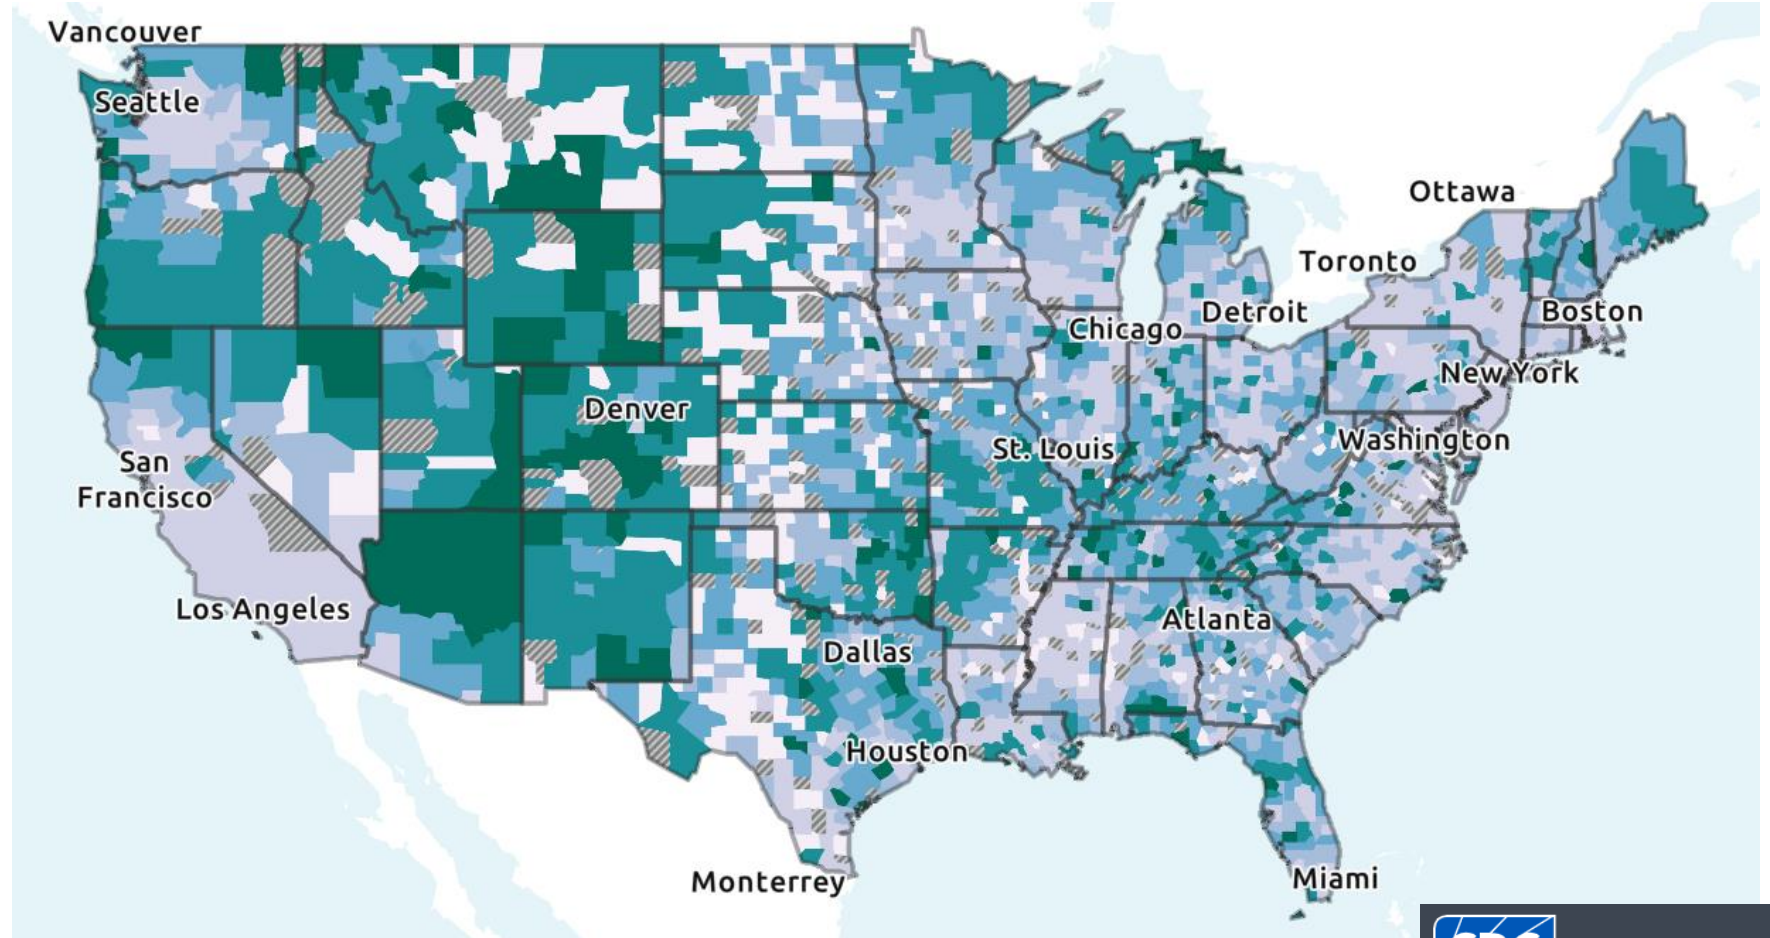 Vancouver
Seattle
Ottawa
Toronto
Boston
Detroit
Chicago
New York
Denver
Washington
St. Louis
San
Francisco
Los Angeles
Atlanta
Dallas
Houston
Monterrey
Miami